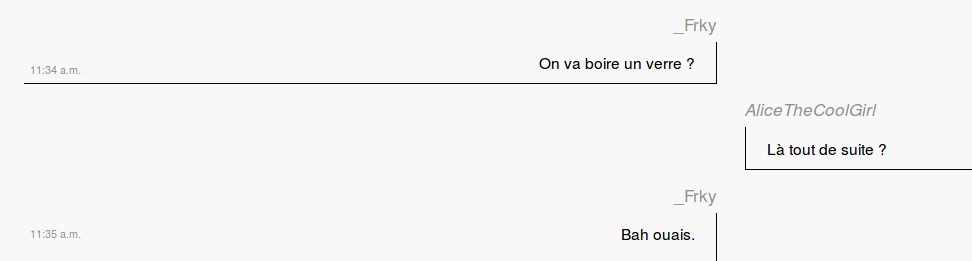 _Frky
On va boire un verre ?
11:34 a.m.
AliceTheCoolGirl
Là tout de suite ?
_Frky
Bah ouais.
11:35 a.m.